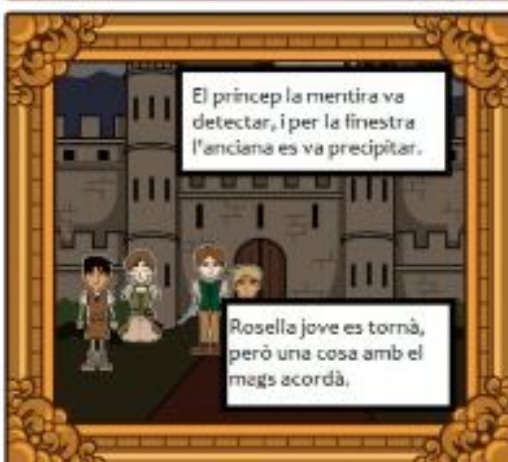 El príncep la mentira va
detectar, i per la finestra
l'anciana es va precipitar.
Rosella jove es tornà,
però una cosa amb el
mags acordà.